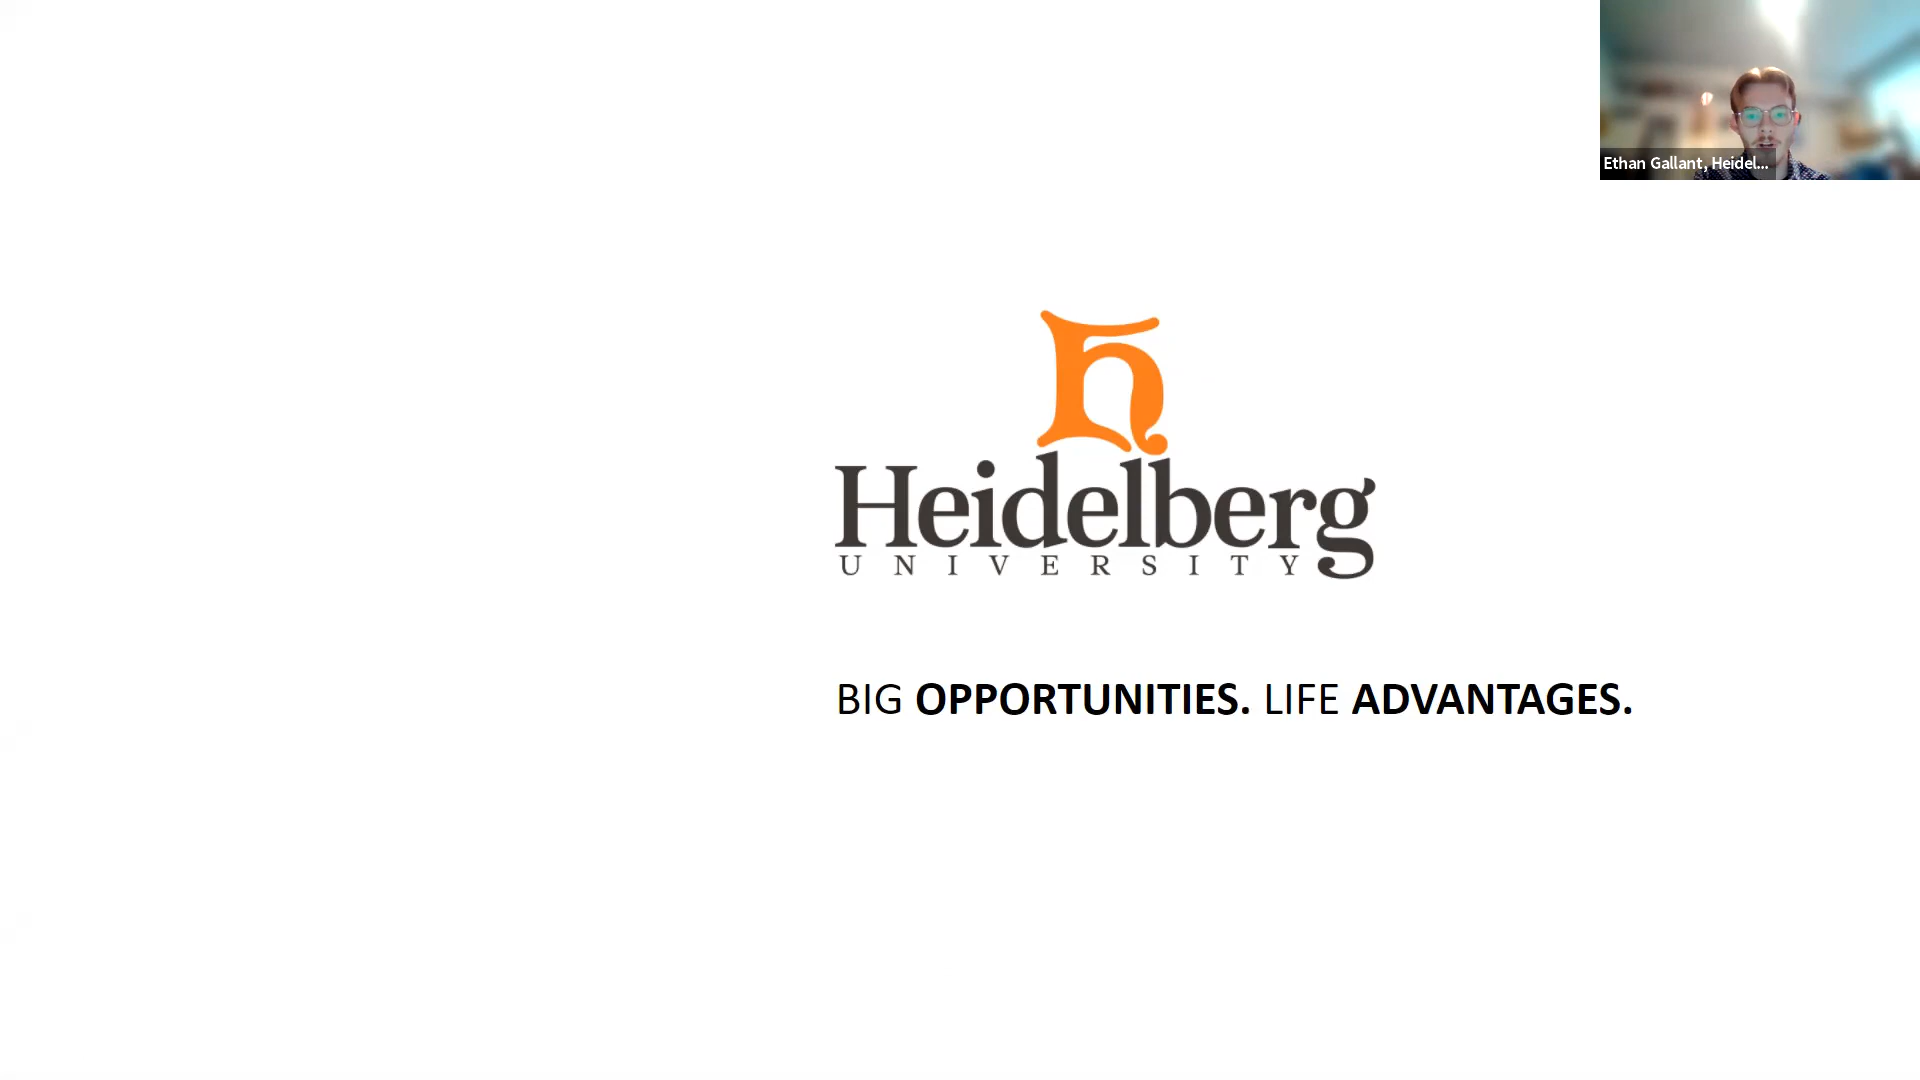 Ethan Gallant, Heidel...
Heidelberg
UNIVERSITY
BIG OPPORTUNITIES. LIFE ADVANTAGES.